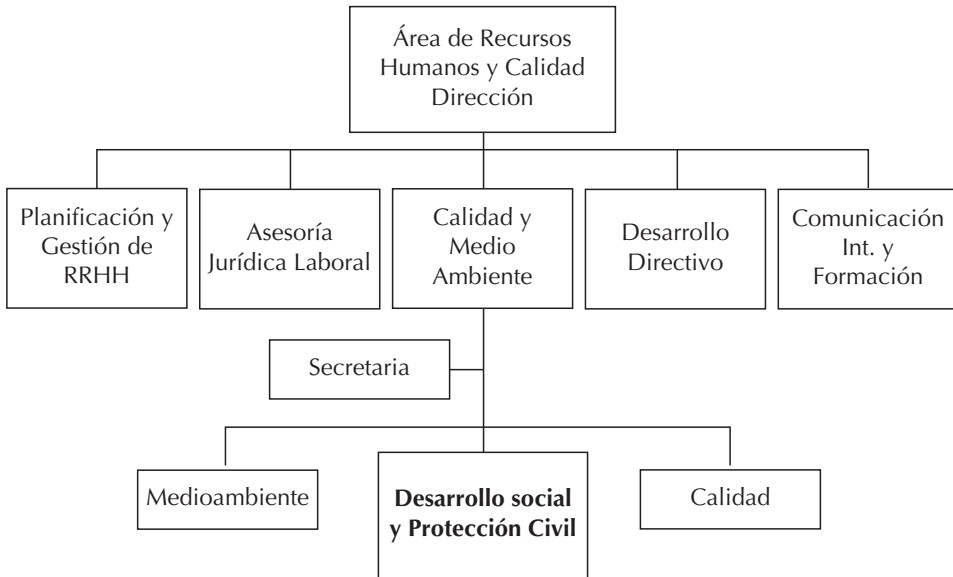 Área de Recursos
Humanos y Calidad
Dirección
Planificación y
Gestión de
RRHH
Asesoría
Jurídica Laboral
Calidad y
Medio
Ambiente
Desarrollo
Directivo
Comunicación
Int. y
Formación
Secretaria
Medioambiente
Desarrollo social
y Protección Civil
Calidad